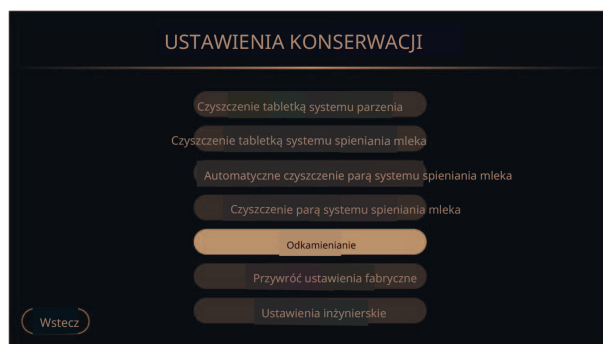 USTAWIENIA KONSERWACJI
Czyszczenie tabletką systemu parzenia
Czyszczenie tabletką systemu spieniania mleka
Automatyczne czyszczenie parą systemu spieniania mleka
Czyszczenie parą systemu spieniania mleka
Odkamienianie
Przywróć ustawienia fabryczne
Ustawienia inżynierskie
Wstecz